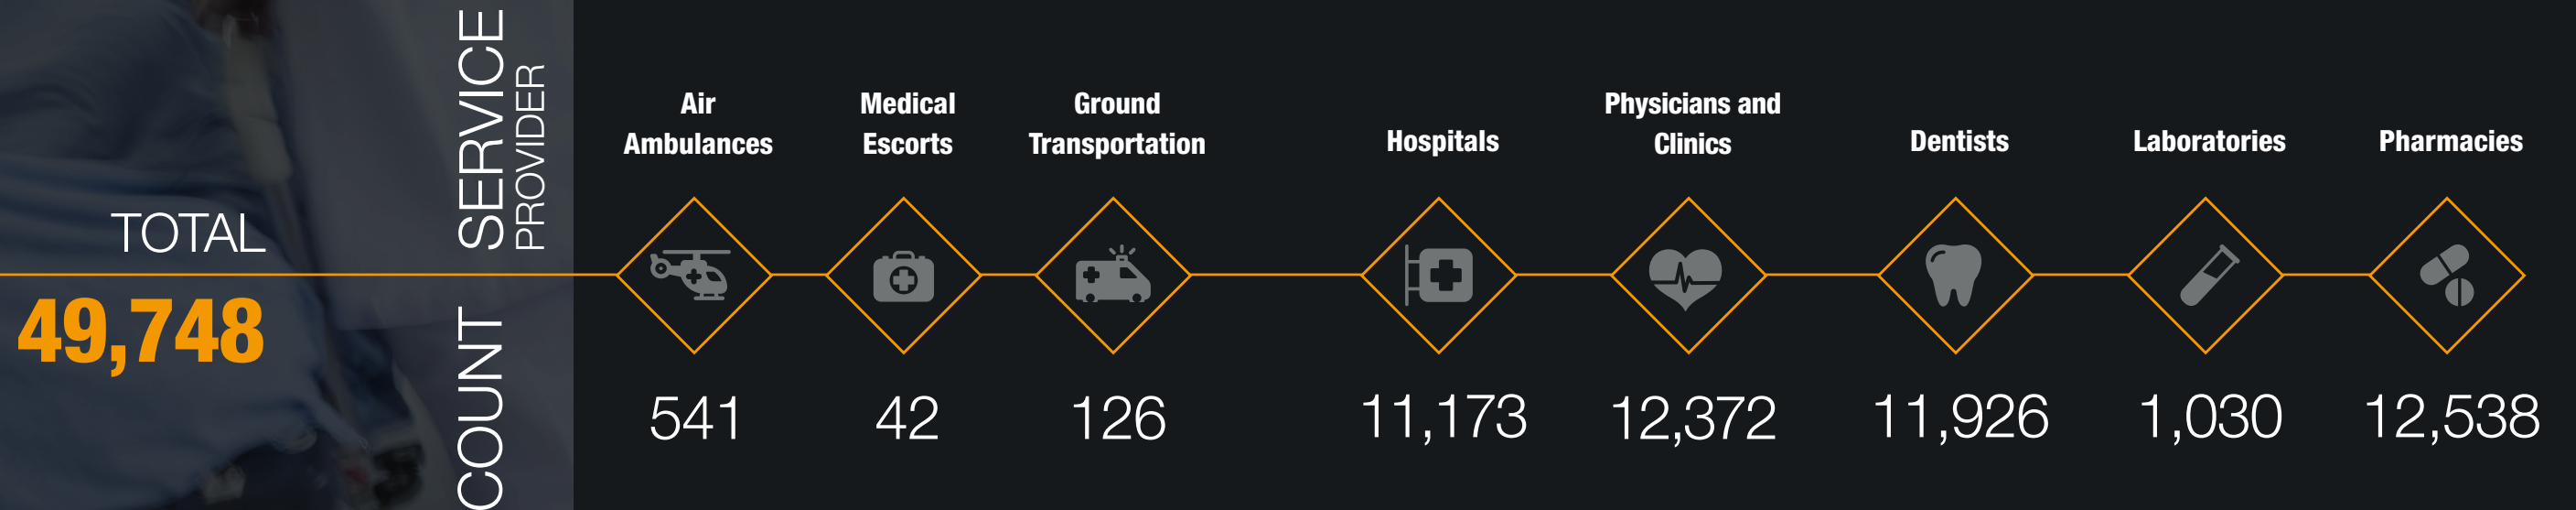 TOTAL
49,748
SERVICE
PROVIDER
COUNT
Air
Ambulances
541
Medical
Escorts
42
Ground
Transportation
126
Hospitals
11,173
Physicians and
Clinics
12,372
Dentists
11,926
Laboratories
1,030
Pharmacies
12,538